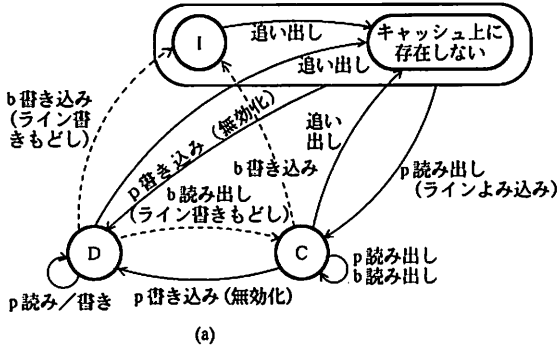 I
追い出し
キャッシュ上に
存在しない
追い出し
b書き込み
(ライン書
きもどし)
p書き込み(無効化)
追い
出し
b書き込み
p読み出し
(ラインよみ込み)
b読み出し
(ライン書きもどし)
D
C
p読み出し
b読み出し
p読み/書き
p書き込み(無効化)
(a)